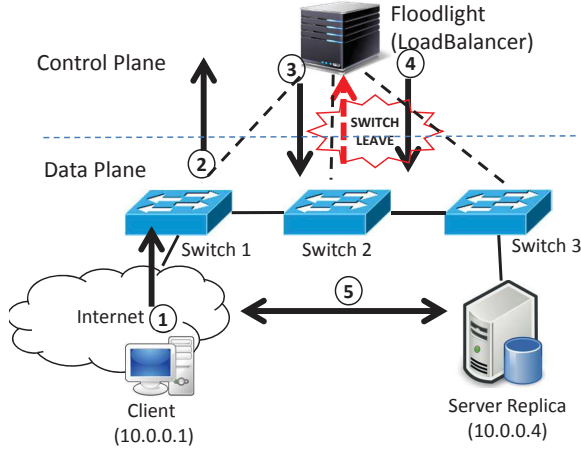 Floodlight
(LoadBalancer)
Control Plane
3
4
SWITCH
LEAVE
2
Data Plane
Switch 1
Switch 2
Switch 3
5
Internet
1
Client
(10.0.0.1)
Server Replica
(10.0.0.4)